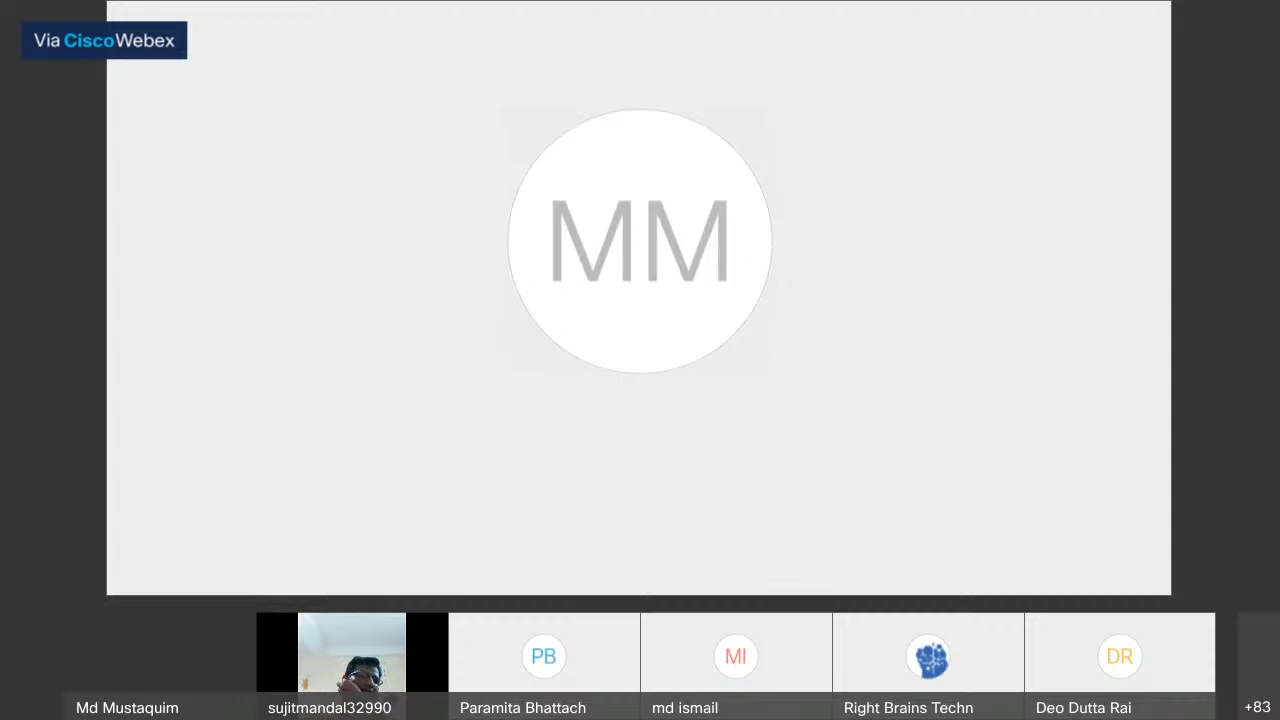 Via CiscoWebex
MM
PB
MI
DR
Md Mustaquim
sujitmandal32990
Paramita Bhattach
md ismail
Right Brains Techn
Deo Dutta Rai
+83